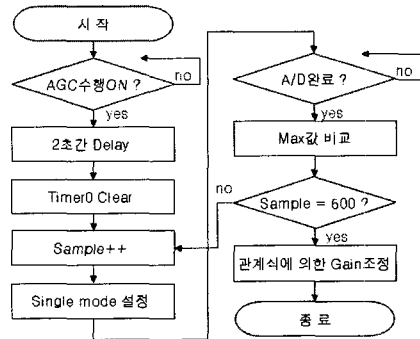 시 작
AGC수행ON ?
no
yes
2초간 Delay
Timer0 Clear
Sample++
Single mode 설정
A/D완료 ?
no
yes
Max값 비교
no
Sample = 600 ?
yes
관계식에 의한 Gain조정
종 료